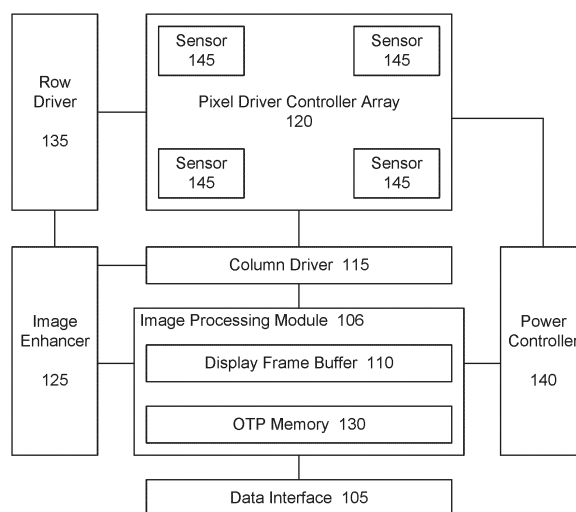 Row
Driver
135
Sensor
145
Sensor
145
Pixel Driver Controller Array
120
Sensor
145
Sensor
145
Column Driver 115
Image
Enhancer
125
Image Processing Module 106
Display Frame Buffer 110
OTP Memory 130
Power
Controller
140
Data Interface 105